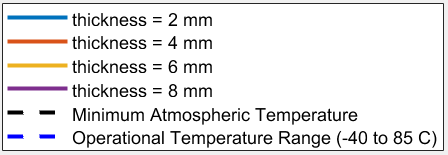 thickness = 2 mm
thickness = 4 mm
thickness = 6 mm
thickness = 8 mm
Minimum Atmospheric Temperature
Operational Temperature Range (-40 to 85 C)